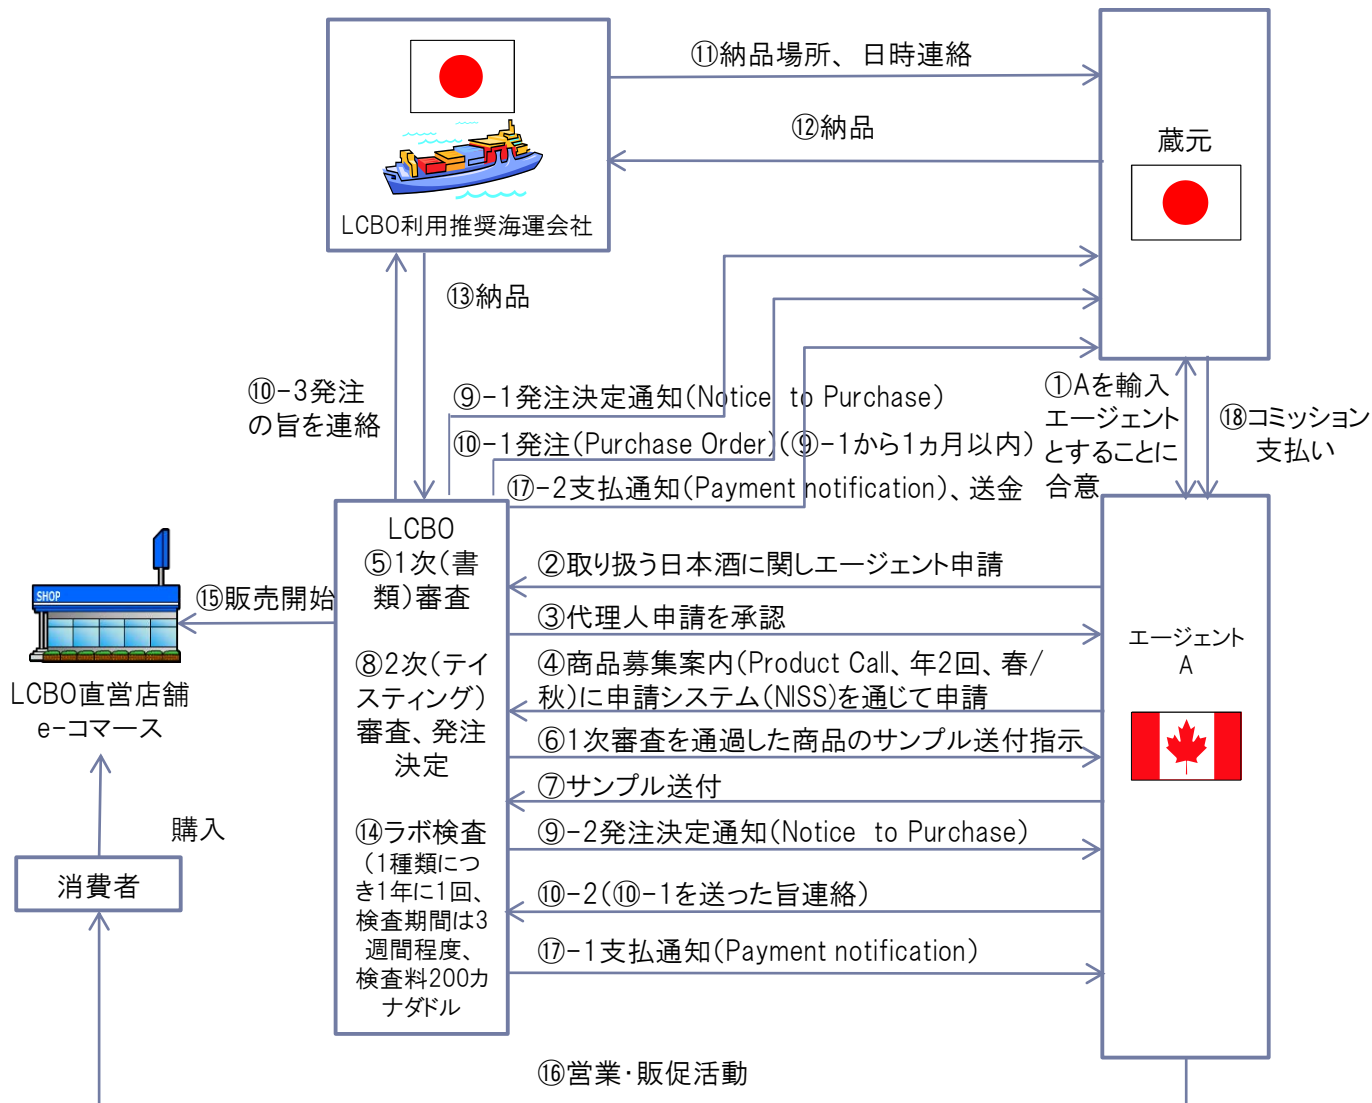 ⑪納品場所、日時連絡
⑫納品
蔵元
LCBO利用推奨海運会社
⑬納品
⑩-3発注
の旨を連絡
⑨-1発注決定通知(Notice to Purchase)
⑩-1発注(Purchase Order)(⑨-1から1ヵ月以内)
⑰-2支払通知(Payment notification)、送金
①Aを輸入
エージェント
とすることに
合意
⑱コミッション
支払い
LCBO
⑤1次(書
類)審査
⑧2次(テイ
スティング)
審査、発注
決定
⑭ラボ検査
(1種類につ
き1年に1回、
検査期間は3
週間程度、
検査料200カ
ナダドル
②取り扱う日本酒に関しエージェント申請
③代理人申請を承認
④商品募集案内(Product Call、年2回、春/
秋)に申請システム(NISS)を通じて申請
⑥1次審査を通過した商品のサンプル送付指示
⑦サンプル送付
⑨-2発注決定通知(Notice to Purchase)
⑩-2(⑩-1を送った旨連絡)
⑰-1支払通知(Payment notification)
エージェント
A
SHOP
⑮販売開始
LCBO直営店舗
e-コマース
購入
消費者
⑯営業・販促活動